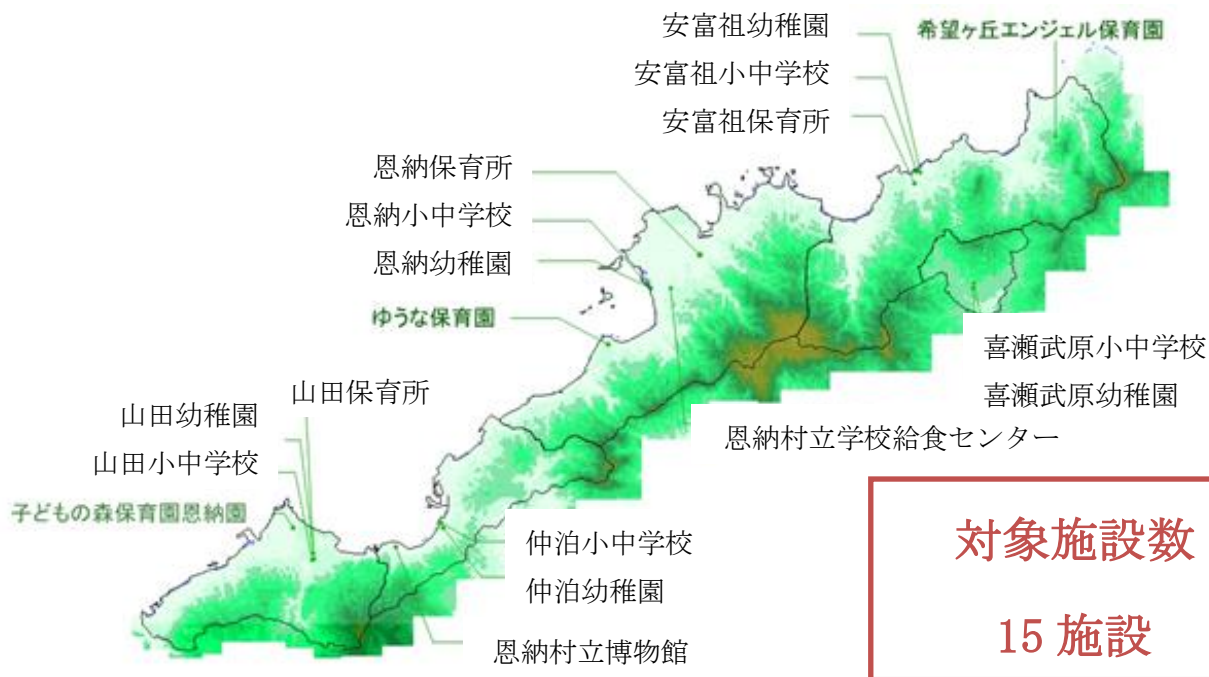 安富祖幼稚園
希望ヶ丘エンジェル保育園
安富祖小中学校
安富祖保育所
恩納保育所
恩納小中学校
恩納幼稚園
ゆうな保育園
喜瀬武原小中学校
喜瀬武原幼稚園
山田保育所
山田幼稚園
山田小中学校
恩納村立学校給食センター
子どもの森保育園恩納園
仲泊小中学校
仲泊幼稚園
恩納村立博物館
対象施設数
15 施設